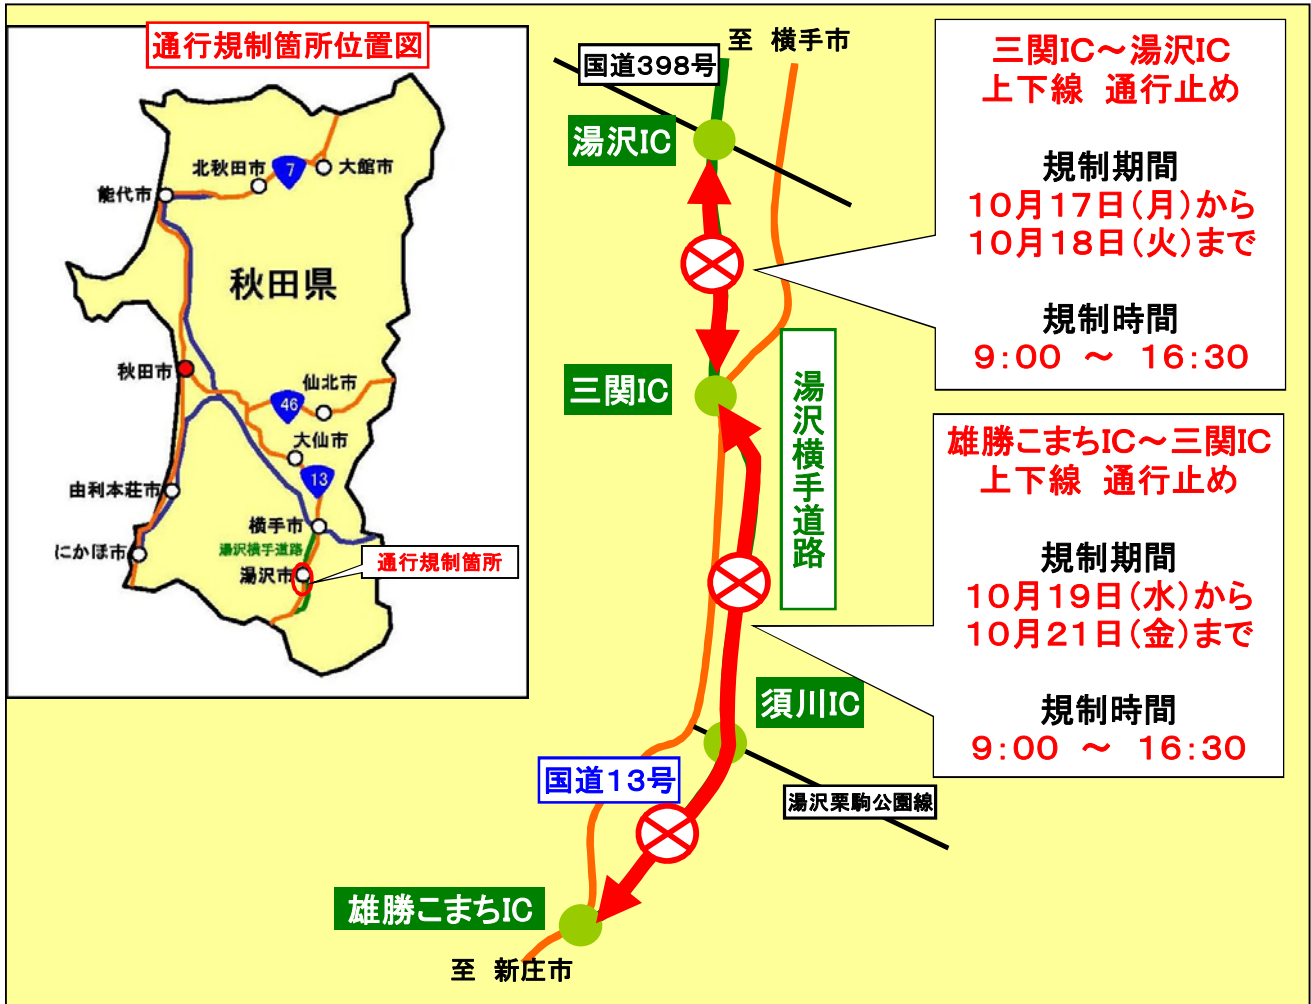 通行規制箇所位置図
北秋田市
7
大館市
能代市
秋田県
秋田市
仙北市
46
大仙市
13
由利本荘市
横手市
湯沢横手道路
にかほ市
湯沢市
通行規制箇所
至 横手市
国道398号
湯沢IC
三関IC
湯沢横手道路
須川IC
国道13号
湯沢栗駒公園線
雄勝こまちIC
至 新庄市
三関IC～湯沢IC
上下線 通行止め
規制期間
10月17日(月)から
10月18日(火)まで
規制時間
9:00 ～ 16:30
雄勝こまちIC～三関IC
上下線 通行止め
規制期間
10月19日(水)から
10月21日(金)まで
規制時間
9:00 ～ 16:30